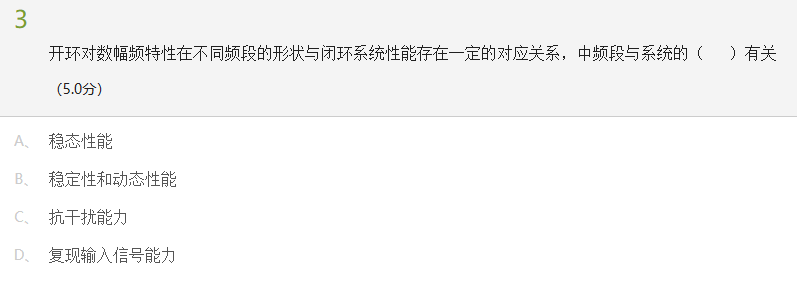 3
开环对数幅频特性在不同频段的形状与闭环系统性能存在一定的对应关系，中频段与系统的（　　）有关
（5.0分）
A、 稳态性能
B、 稳定性和动态性能
C、 抗干扰能力
D、 复现输入信号能力